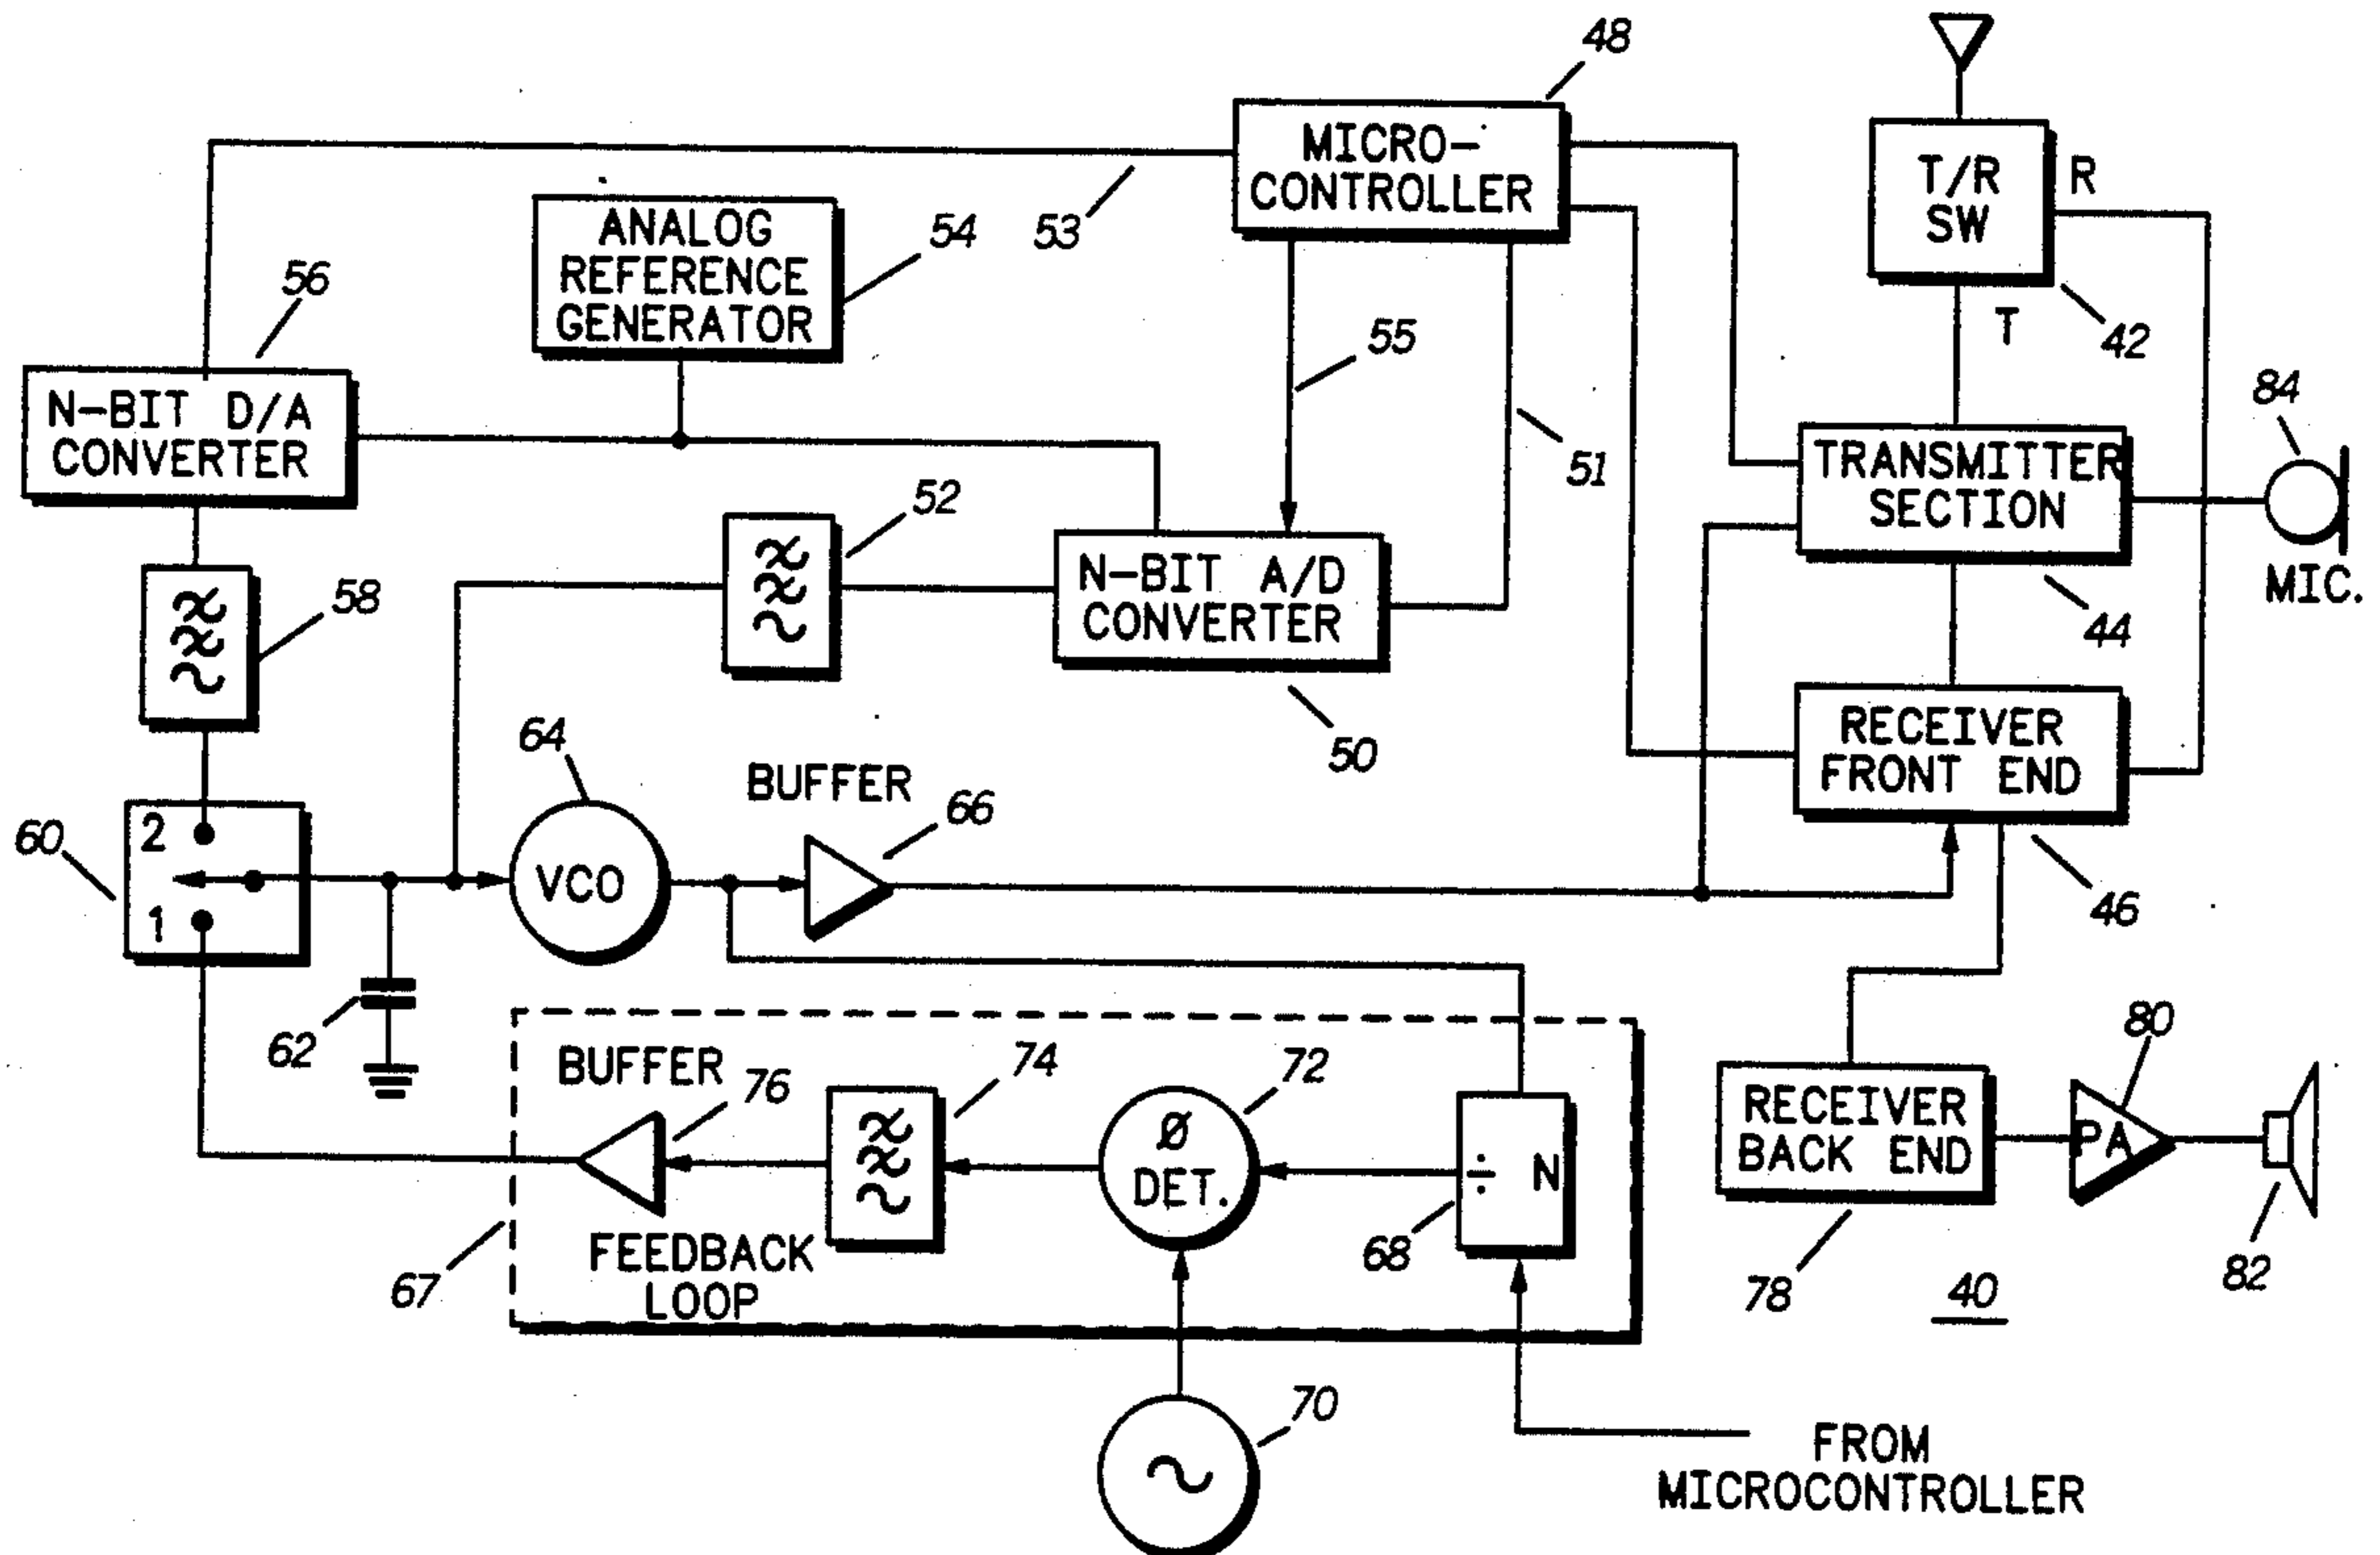 48
MICRO-
CONTROLLER
T/R
SW
R
T
42
53
ANALOG
REFERENCE
GENERATOR
54
56
55
51
84
MIC.
N-BIT D/A
CONVERTER
52
TRANSMITTER
SECTION
44
58
N-BIT A/D
CONVERTER
50
RECEIVER
FRONT END
46
64
BUFFER
66
60
2
1
VCO
62
BUFFER
76
74
72
Ø
DET.
÷ N
68
80
RECEIVER
BACK END
PA
78
82
40
67
FEEDBACK
LOOP
70
FROM
MICROCONTROLLER